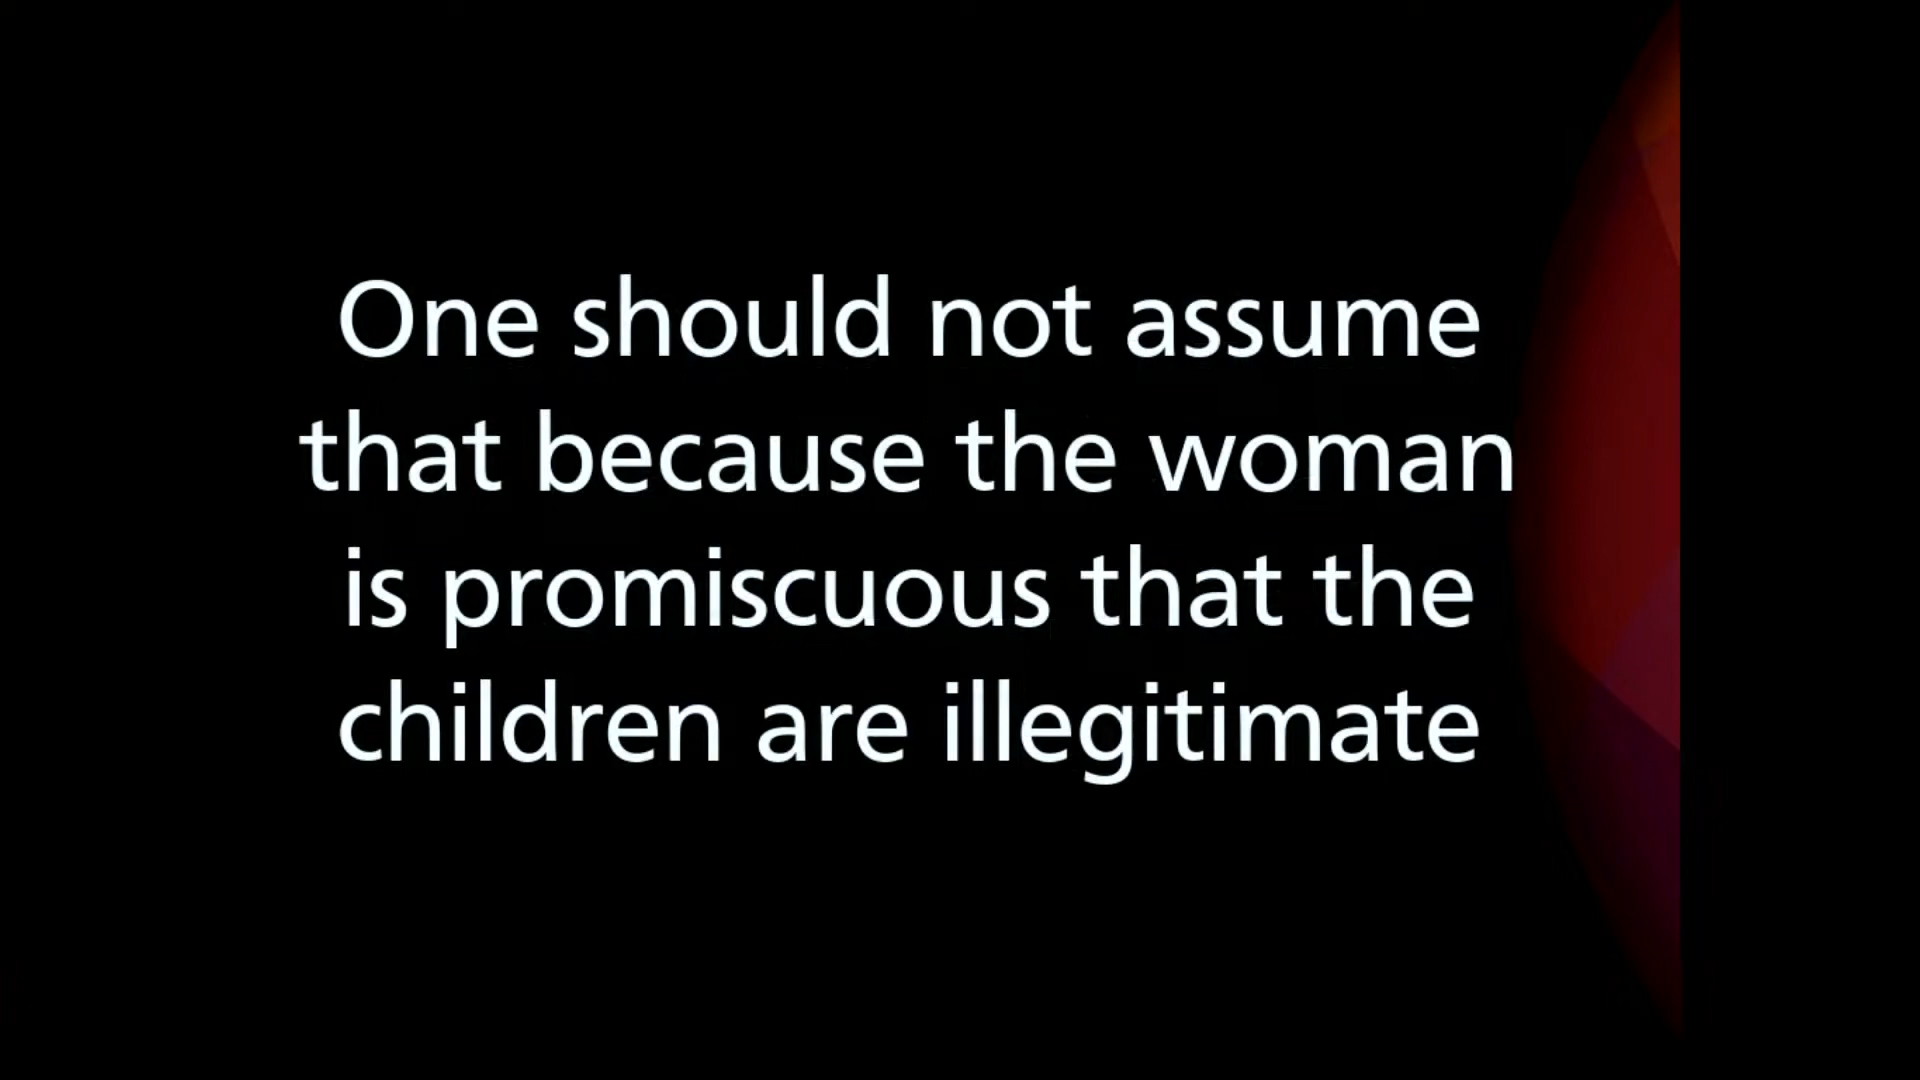 One should not assume
that because the woman
is promiscuous that the
children are illegitimate